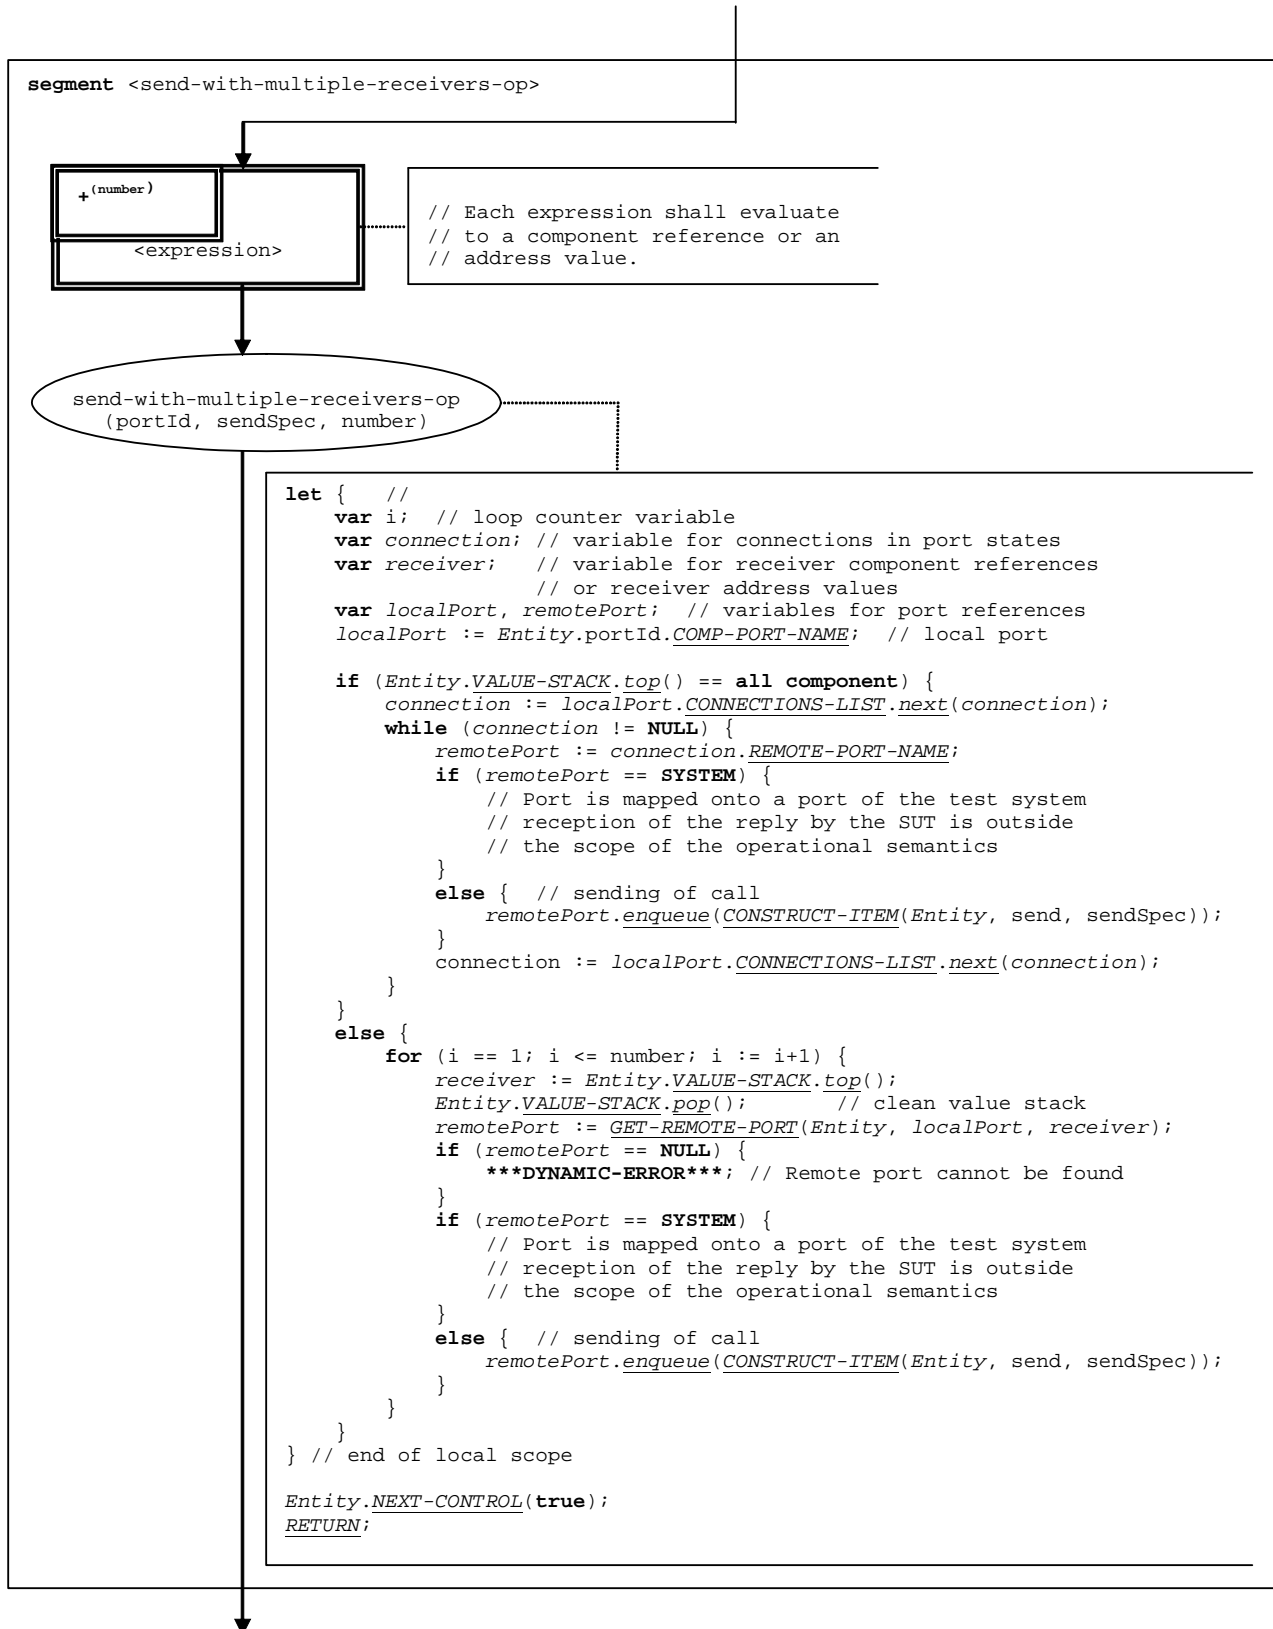 segment <send-with-multiple-receivers-op>
+(number)
<expression>
// Each expression shall evaluate
// to a component reference or an
// address value.
send-with-multiple-receivers-op
(portId, sendSpec, number)
let {   //
    var i;  // loop counter variable
    var connection; // variable for connections in port states
    var receiver;   // variable for receiver component references
                    // or receiver address values
    var localPort, remotePort;  // variables for port references
    localPort := Entity.portId.COMP-PORT-NAME;  // local port
    if (Entity.VALUE-STACK.top() == all component) {
        connection := localPort.CONNECTIONS-LIST.next(connection);
        while (connection != NULL) {
            remotePort := connection.REMOTE-PORT-NAME;
            if (remotePort == SYSTEM) {
                // Port is mapped onto a port of the test system
                // reception of the reply by the SUT is outside
                // the scope of the operational semantics
            }
            else {  // sending of call
                remotePort.enqueue(CONSTRUCT-ITEM(Entity, send, sendSpec));
            }
            connection := localPort.CONNECTIONS-LIST.next(connection);
        }
    }
    else {
        for (i == 1; i <= number; i := i+1) {
            receiver := Entity.VALUE-STACK.top();
            Entity.VALUE-STACK.pop();       // clean value stack
            remotePort := GET-REMOTE-PORT(Entity, localPort, receiver);
            if (remotePort == NULL) {
                ***DYNAMIC-ERROR***; // Remote port cannot be found
            }
            if (remotePort == SYSTEM) {
                // Port is mapped onto a port of the test system
                // reception of the reply by the SUT is outside
                // the scope of the operational semantics
            }
            else {  // sending of call
                remotePort.enqueue(CONSTRUCT-ITEM(Entity, send, sendSpec));
            }
        }
    }
} // end of local scope
Entity.NEXT-CONTROL(true);
RETURN;